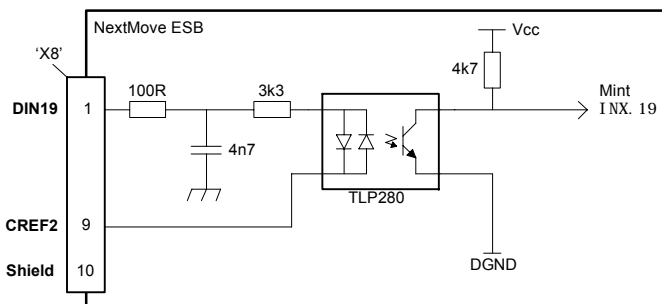 NextMove ESB
'X8'
Vcc
4k7
100R
3k3
DIN19
1
Mint
INX.19
4n7
TLP280
CREF2
9
Shield
10
DGND